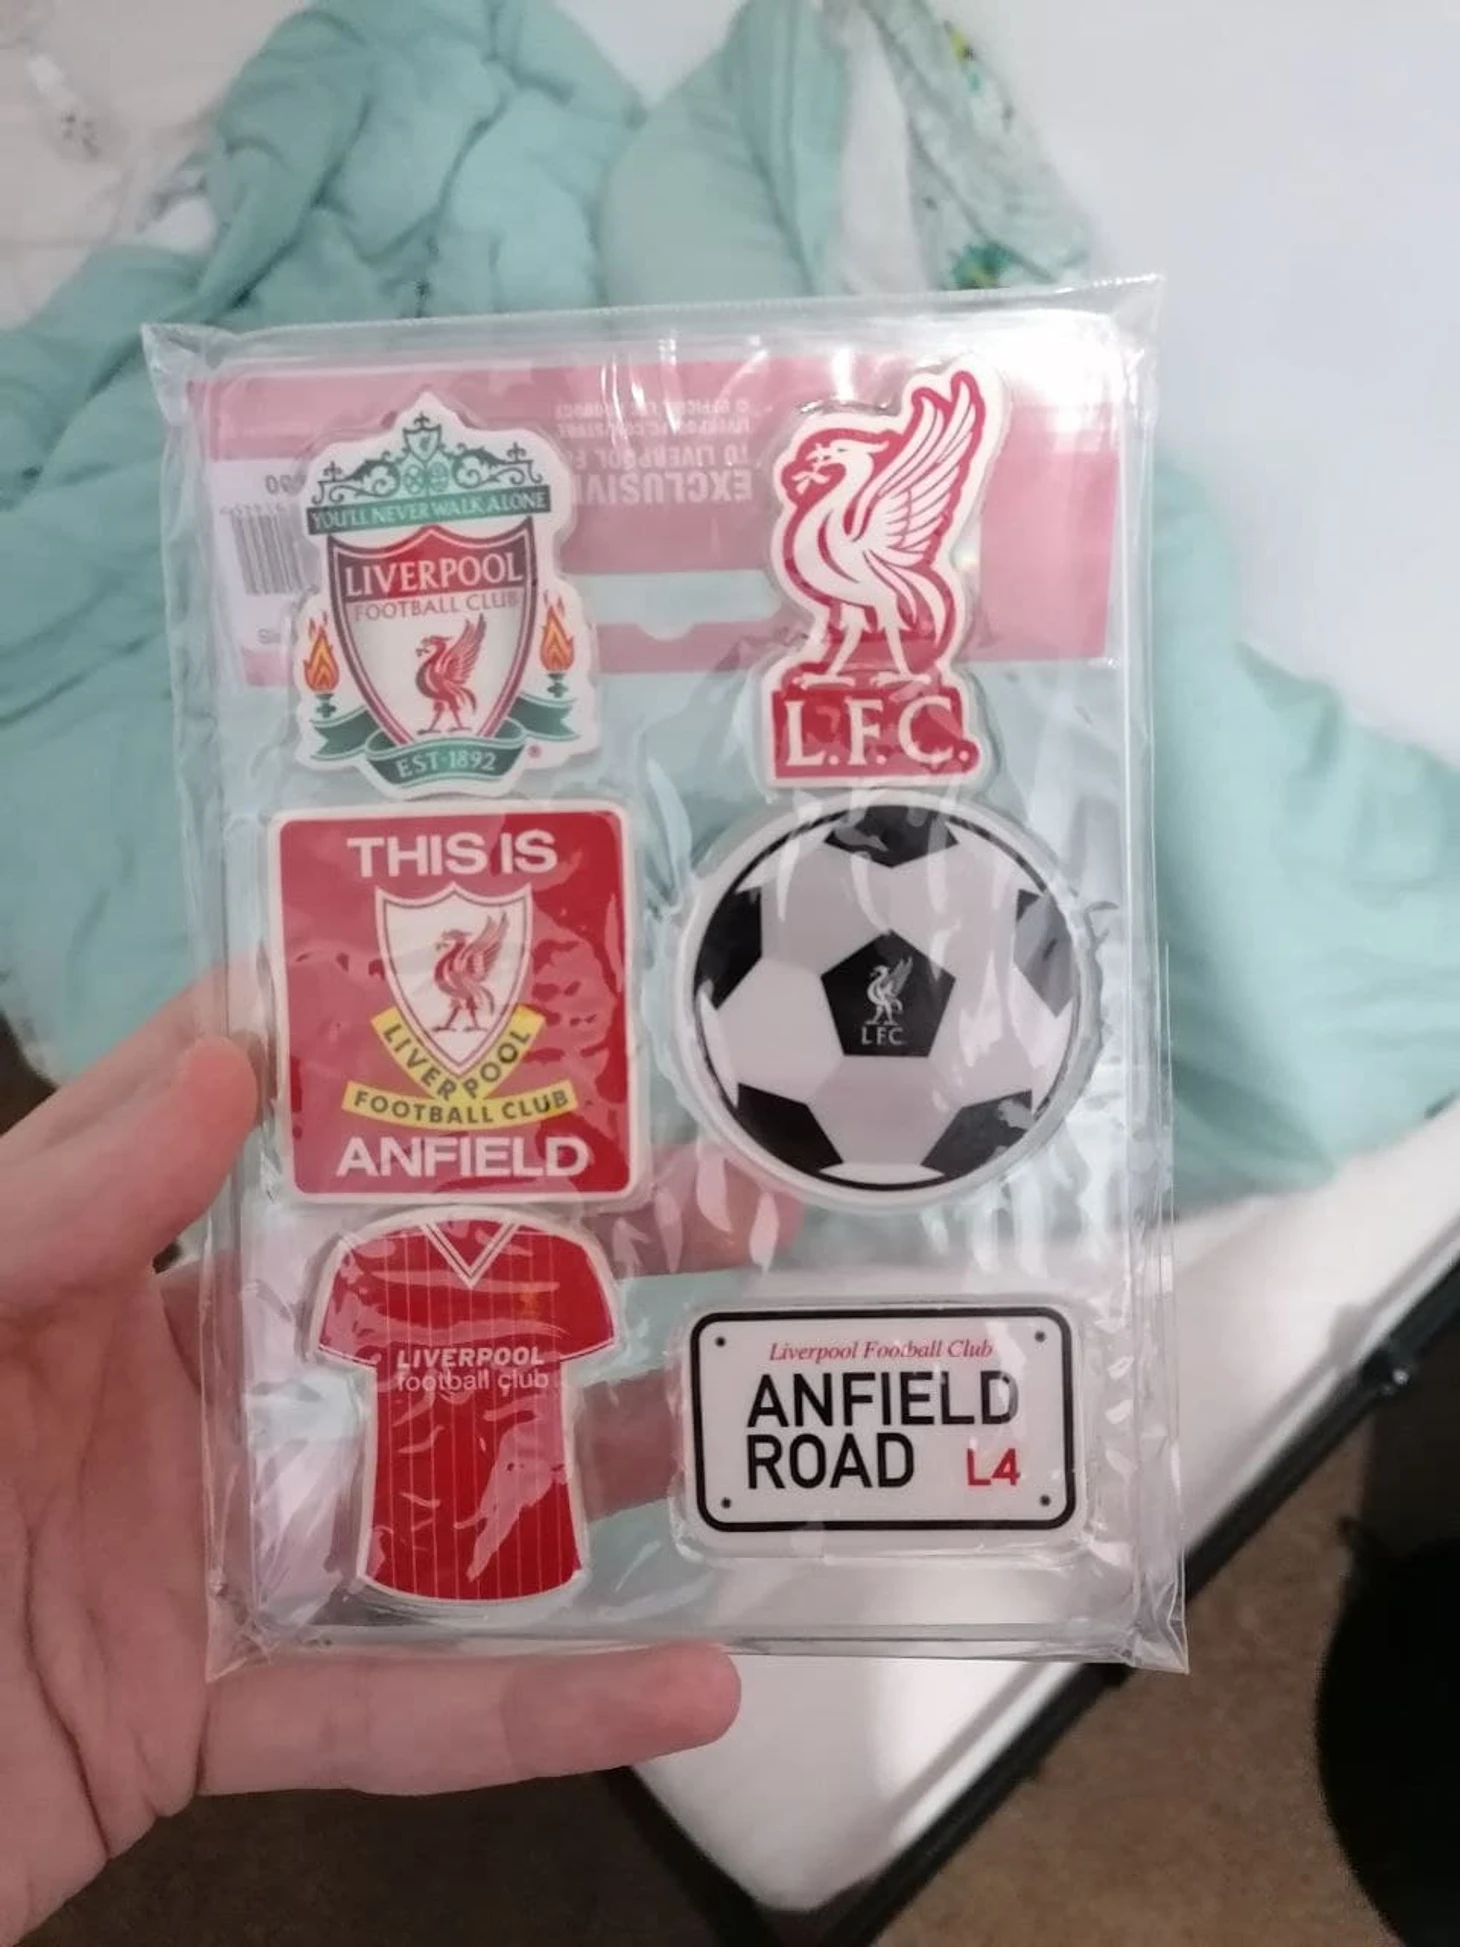 © OFFICIAL
EXCLUSIVE
TO LIVERPOOL
YOU'LL NEVER WALK ALONE
LIVERPOOL
FOOTBALL CLUB
EST·1892
®
L.F.C.
THIS IS
LIVERPOOL
FOOTBALL CLUB
ANFIELD
L.F.C.
LIVERPOOL
football club
Liverpool Football Club
ANFIELD
ROAD L4